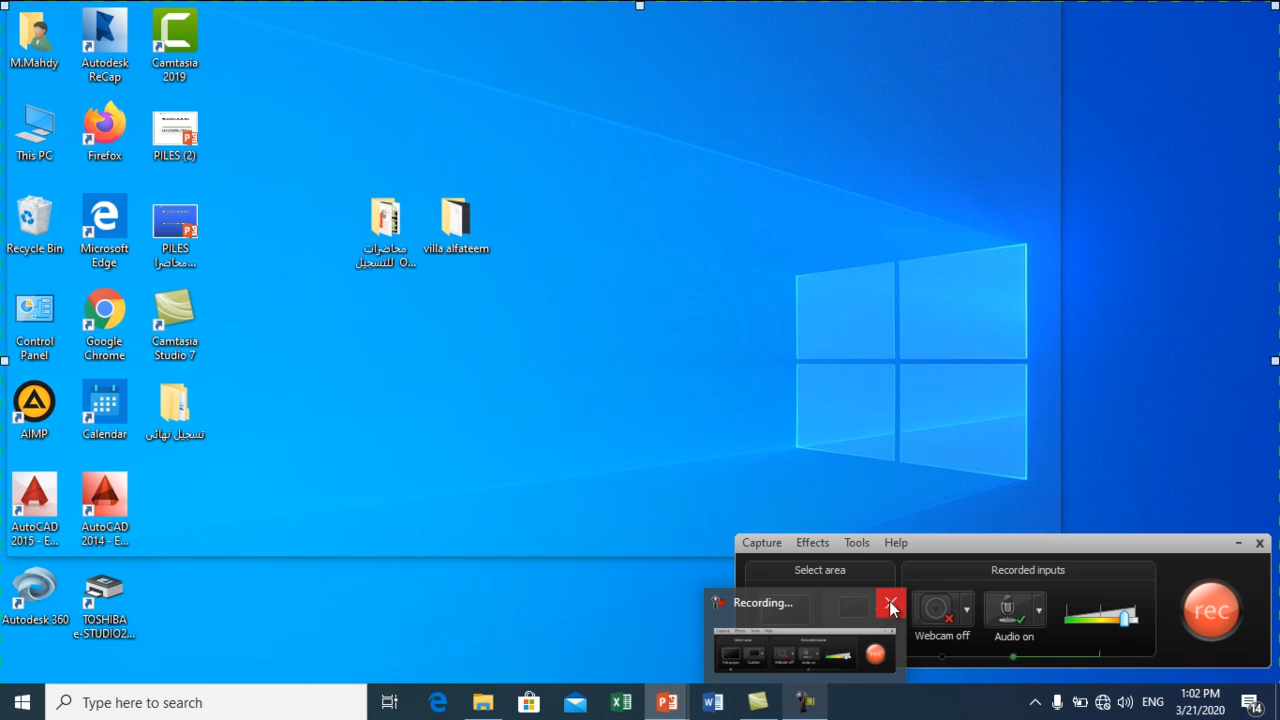 M.Mahdy
Autodesk
ReCap
Camtasia
2019
This PC
Firefox
PILES (2)
Recycle Bin
Microsoft
Edge
PILES
محاضرا...
محاضرات
للتسجيل O...
villa alfateem
Control
Panel
Google
Chrome
Camtasia
Studio 7
AIMP
Calendar
تسجيل نهائى
AutoCAD
2015 - E...
AutoCAD
2014 - E...
Autodesk 360
TOSHIBA
e-STUDIO2...
Capture Effects Tools Help
Select area
Recorded inputs
Recording...
Webcam off
Audio on
rec
Type here to search
ENG
1:02 PM
3/21/2020
14